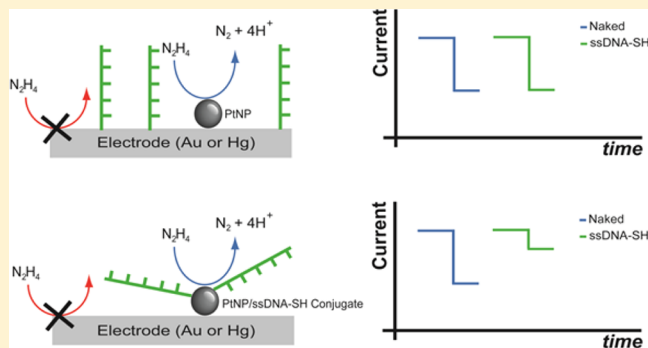 N₂H₄
N₂H₄
N₂ + 4H⁺
PtNP
Electrode (Au or Hg)
Current
Naked
ssDNA-SH
time
N₂H₄
N₂H₄
N₂ + 4H⁺
PtNP/ssDNA-SH Conjugate
Electrode (Au or Hg)
Current
Naked
ssDNA-SH
time